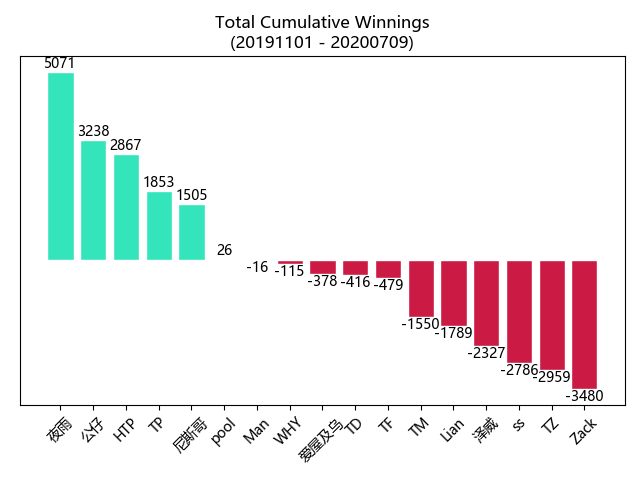 Total Cumulative Winnings
(20191101 - 20200709)
5071
3238
2867
1853
1505
26
-16
-115
-378
-416
-479
-1550
-1789
-2327
-2786
-2959
-3480
夜雨
公仔
HTP
TP
尼斯哥
pool
Man
WHY
爱屋及乌
TD
TF
TM
Lian
泽威
ss
TZ
Zack